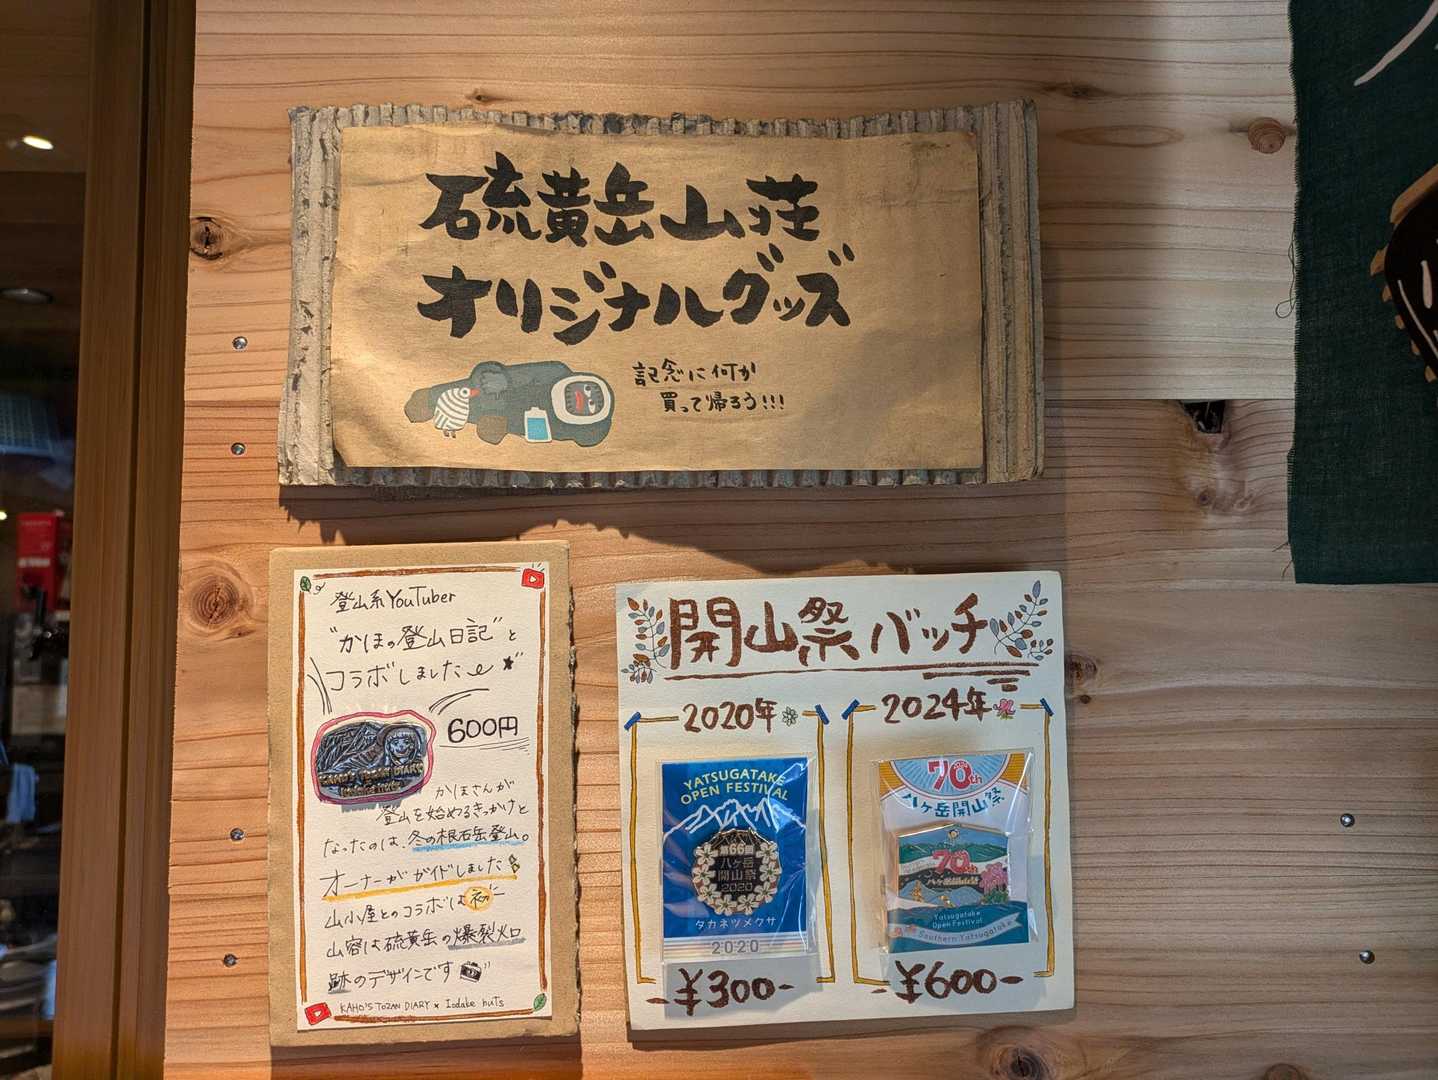 硫黄岳山荘
オリジナルグッズ
記念に何か
買って帰ろう!!!
登山系YouTuber
"かほの登山日記"と
コラボしました
600円
KAHO'S TOZAN DIARY
かほさんが
登山を始めるきっかけと
なったのは、冬の根石岳登山。
オーナーがガイドしました
山小屋とのコラボは初
山容は硫黄岳の爆裂火口
跡のデザインです
KAHO'S TOZAN DIARY × Iodake huts
開山祭バッチ
2020年
YATSUGATAKE
OPEN FESTIVAL
第66回
八ヶ岳
開山祭
2020
タカネツメクサ
2020
¥300-
2024年
70th
八ヶ岳開山祭
70th
八ヶ岳開山祭
Yatsugatake
Open Festival
Southern Yatsugatake
¥600-